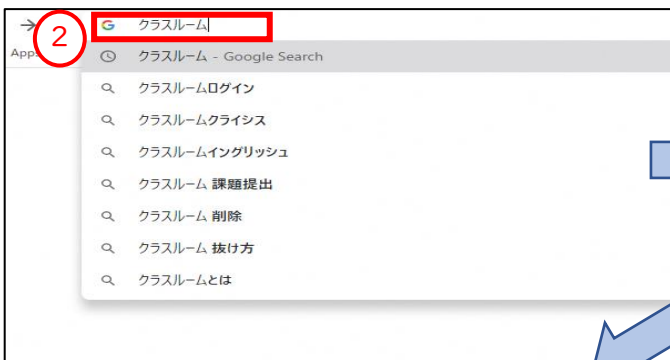 2
クラスルーム
Apps
クラスルーム - Google Search
クラスルームログイン
クラスルームクライシス
クラスルームイングリッシュ
クラスルーム 課題提出
クラスルーム 削除
クラスルーム 抜け方
クラスルームとは